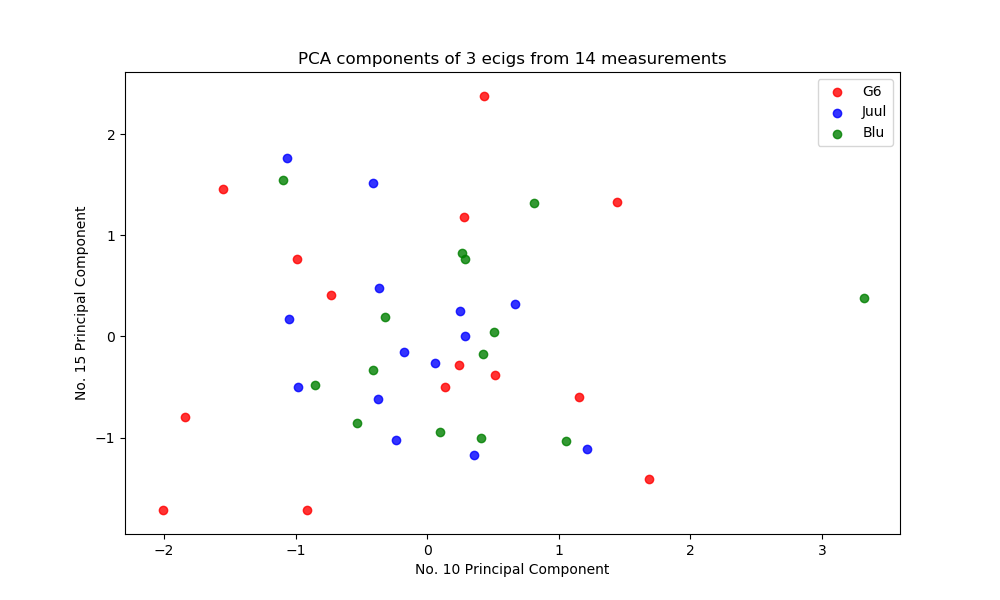 PCA components of 3 ecigs from 14 measurements
G6
Juul
Blu
2
1
0
−1
No. 15 Principal Component
−2
−1
0
1
2
3
No. 10 Principal Component